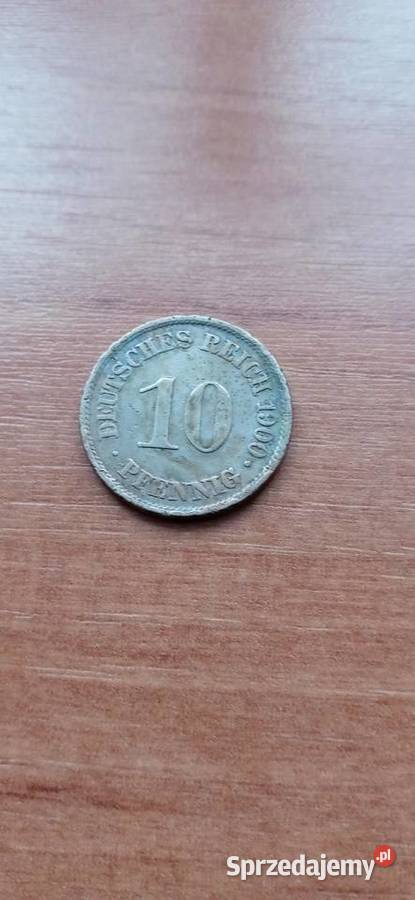 DEUTSCHES REICH 1900
10
PFENNIG
Sprzedajemy.pl